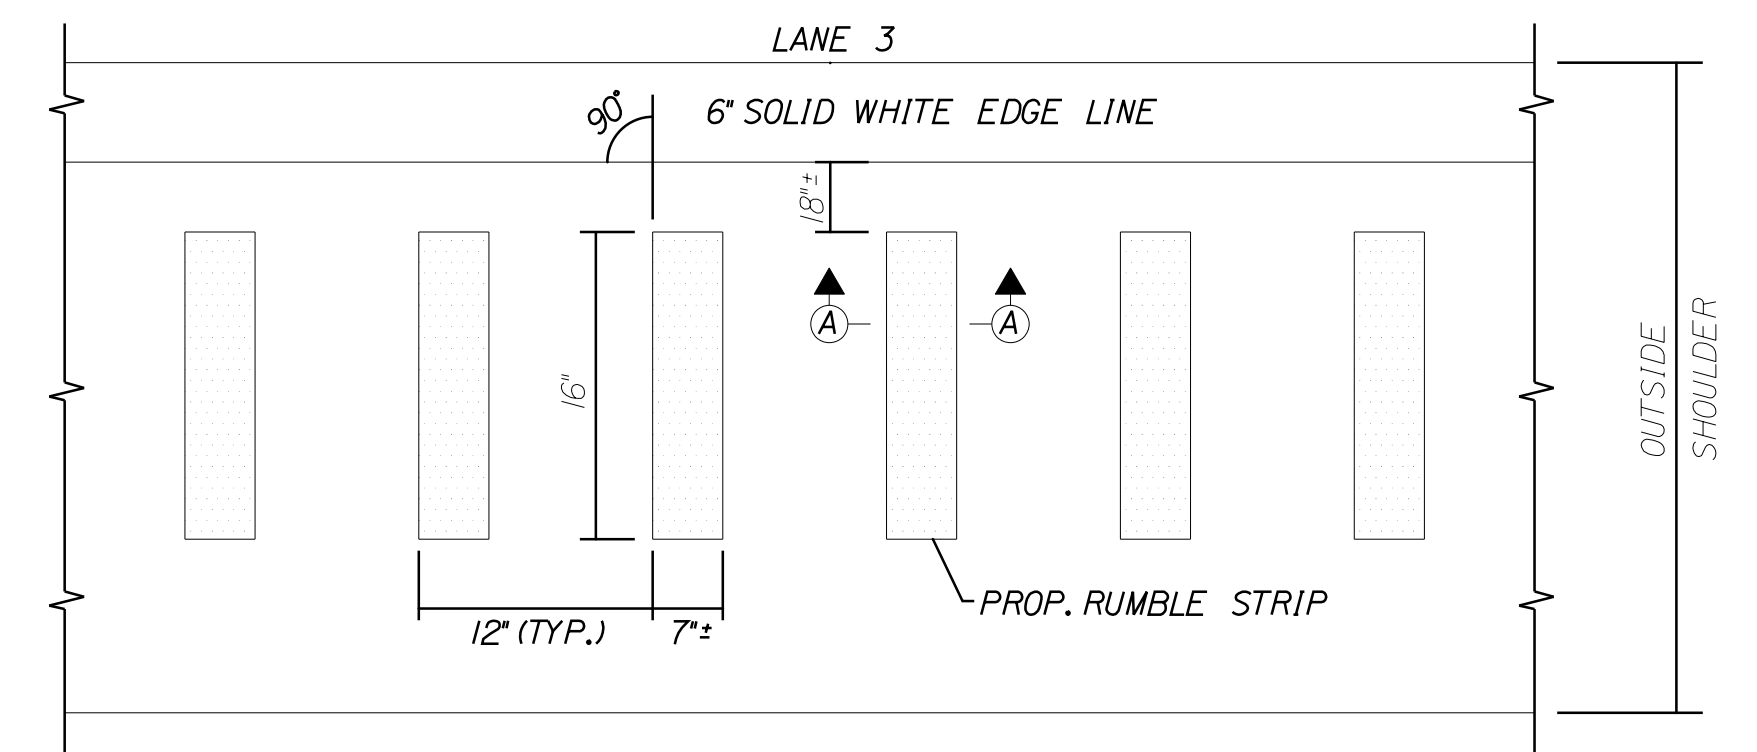 LANE 3
90°
6" SOLID WHITE EDGE LINE
18"±
A
A
16"
OUTSIDE
SHOULDER
PROP. RUMBLE STRIP
12" (TYP.)
7"±